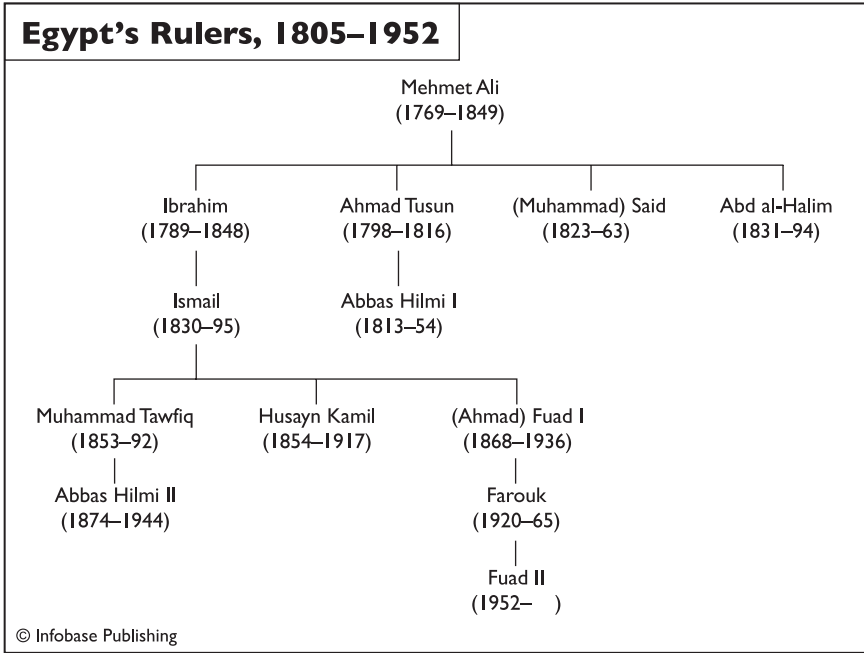 Egypt's Rulers, 1805–1952
Mehmet Ali
(1769–1849)
Ibrahim
(1789–1848)
Ahmad Tusun
(1798–1816)
(Muhammad) Said
(1823–63)
Abd al-Halim
(1831–94)
Ismail
(1830–95)
Abbas Hilmi I
(1813–54)
Muhammad Tawfiq
(1853–92)
Husayn Kamil
(1854–1917)
(Ahmad) Fuad I
(1868–1936)
Abbas Hilmi II
(1874–1944)
Farouk
(1920–65)
Fuad II
(1952–    )
© Infobase Publishing